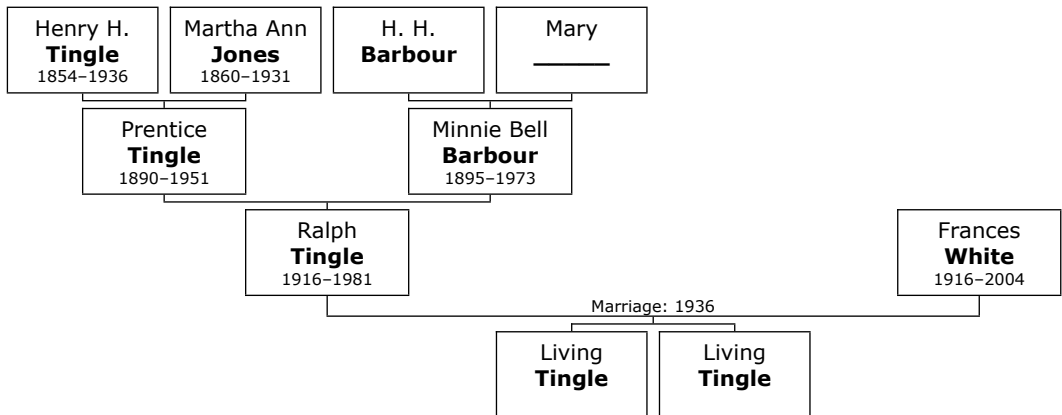 Henry H.
Tingle
1854–1936
Martha Ann
Jones
1860–1931
H. H.
Barbour
Mary
_____
Prentice
Tingle
1890–1951
Minnie Bell
Barbour
1895–1973
Ralph
Tingle
1916–1981
Frances
White
1916–2004
Marriage: 1936
Living
Tingle
Living
Tingle